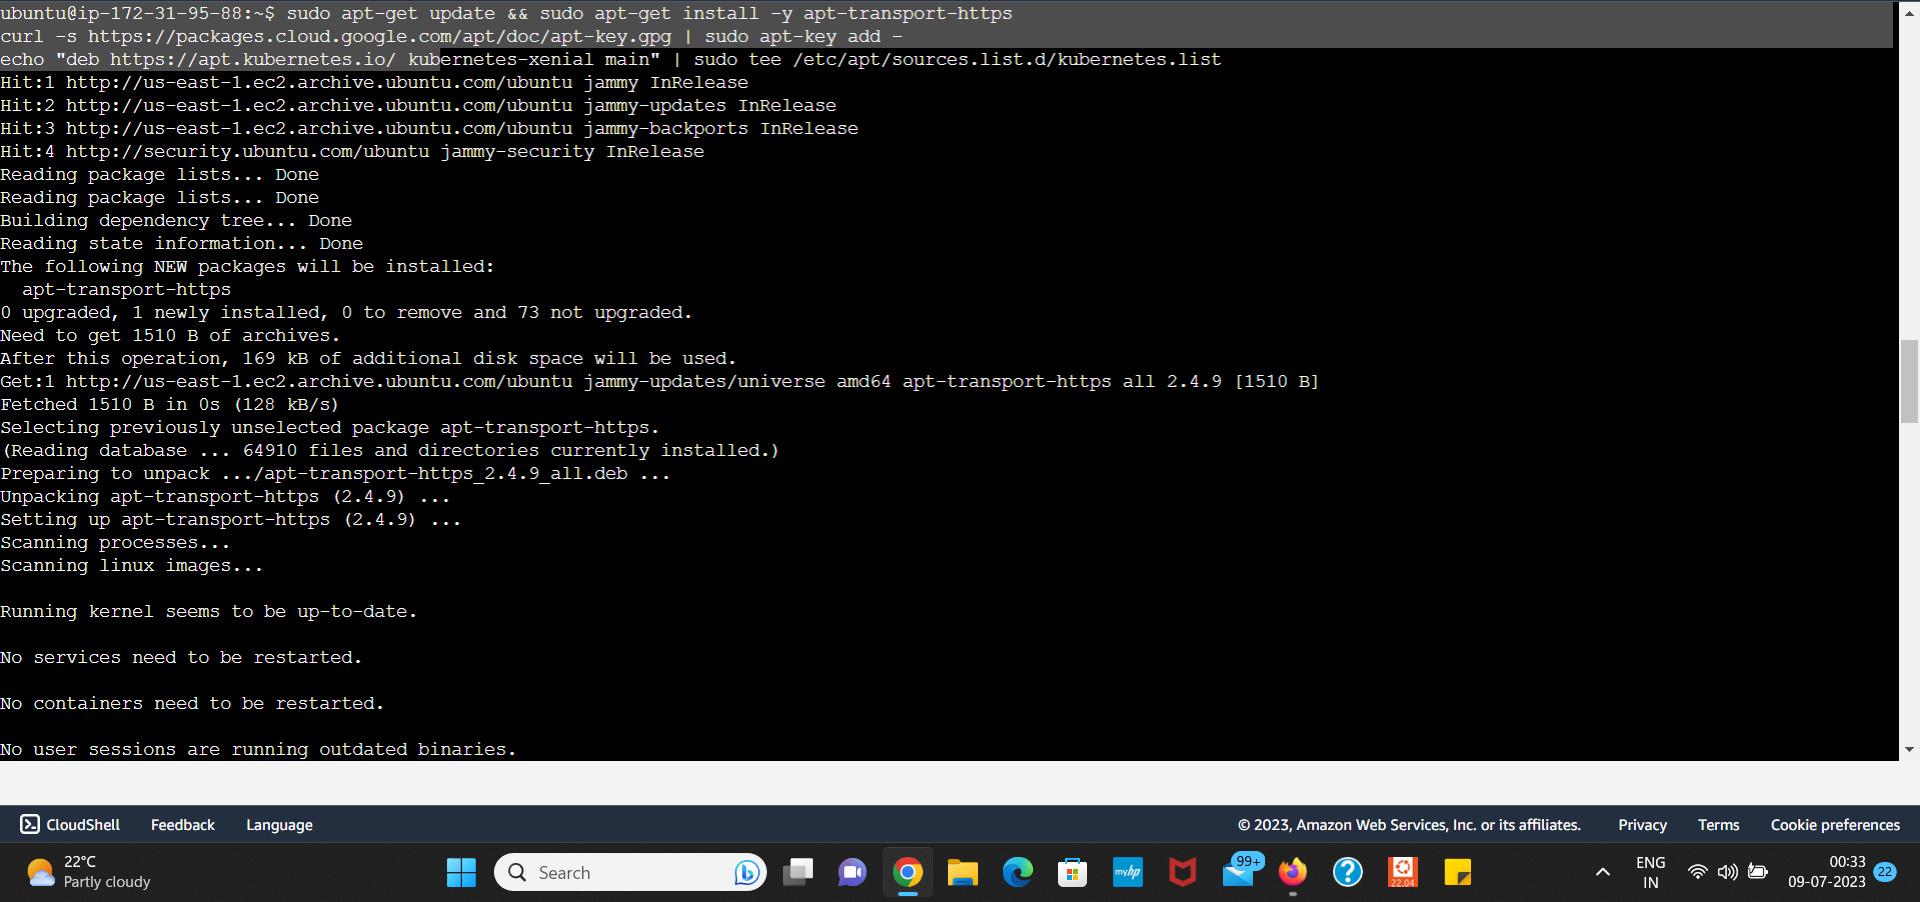 ubuntu@ip-172-31-95-88:~$ sudo apt-get update && sudo apt-get install -y apt-transport-https
curl -s https://packages.cloud.google.com/apt/doc/apt-key.gpg | sudo apt-key add -
echo "deb https://apt.kubernetes.io/ kubernetes-xenial main" | sudo tee /etc/apt/sources.list.d/kubernetes.list
Hit:1 http://us-east-1.ec2.archive.ubuntu.com/ubuntu jammy InRelease
Hit:2 http://us-east-1.ec2.archive.ubuntu.com/ubuntu jammy-updates InRelease
Hit:3 http://us-east-1.ec2.archive.ubuntu.com/ubuntu jammy-backports InRelease
Hit:4 http://security.ubuntu.com/ubuntu jammy-security InRelease
Reading package lists... Done
Reading package lists... Done
Building dependency tree... Done
Reading state information... Done
The following NEW packages will be installed:
  apt-transport-https
0 upgraded, 1 newly installed, 0 to remove and 73 not upgraded.
Need to get 1510 B of archives.
After this operation, 169 kB of additional disk space will be used.
Get:1 http://us-east-1.ec2.archive.ubuntu.com/ubuntu jammy-updates/universe amd64 apt-transport-https all 2.4.9 [1510 B]
Fetched 1510 B in 0s (128 kB/s)
Selecting previously unselected package apt-transport-https.
(Reading database ... 64910 files and directories currently installed.)
Preparing to unpack .../apt-transport-https_2.4.9_all.deb ...
Unpacking apt-transport-https (2.4.9) ...
Setting up apt-transport-https (2.4.9) ...
Scanning processes...
Scanning linux images...
Running kernel seems to be up-to-date.
No services need to be restarted.
No containers need to be restarted.
No user sessions are running outdated binaries.
CloudShell Feedback Language © 2023, Amazon Web Services, Inc. or its affiliates. Privacy Terms Cookie preferences
22°C
Partly cloudy
Search
myhp
99+
22.04
ENG
IN
00:33
09-07-2023
22